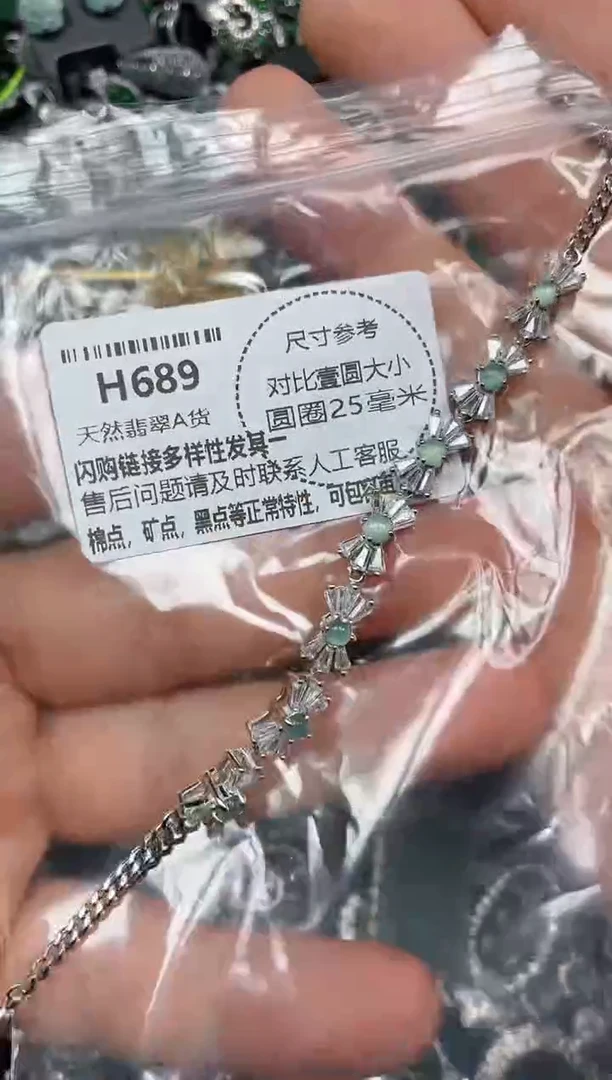 H689
天然翡翠A货
闪购链接多样性发其一
售后问题请及时联系人工客服
棉点，矿点，黑点等正常特性，可包容
尺寸参考
对比壹圆大小
圆圈25毫米